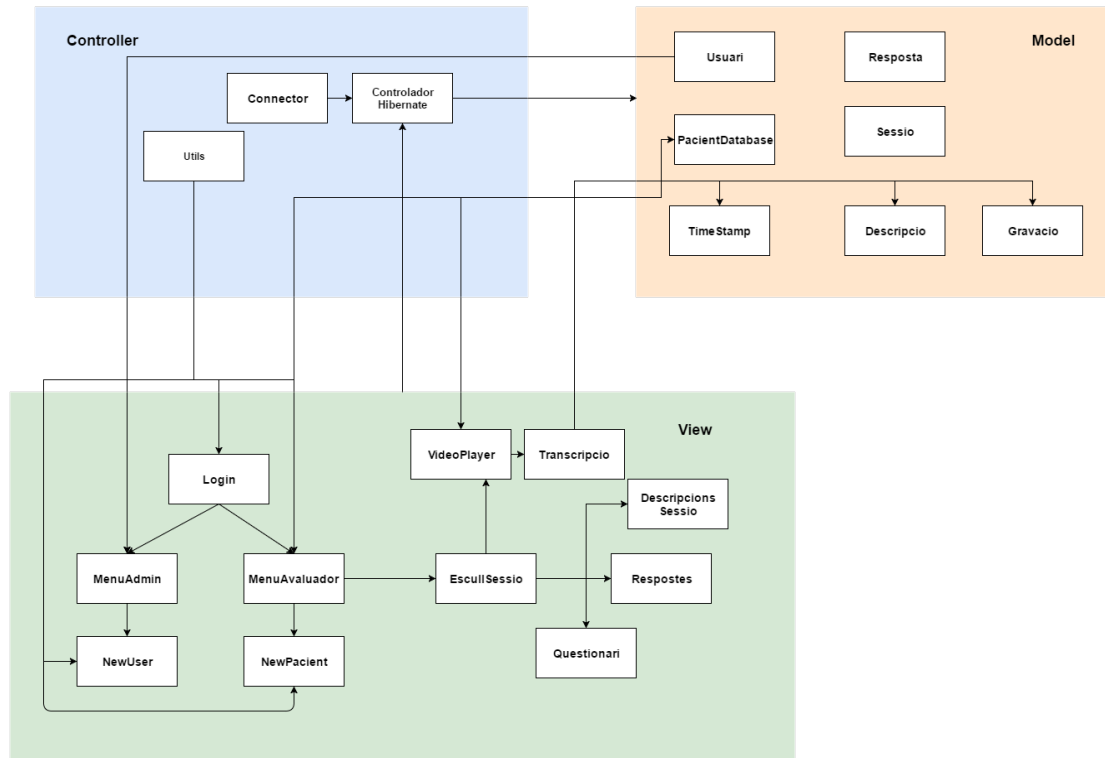 Controller
Connector
Controlador
Hibernate
Utils
Model
Usuari
Resposta
PacientDatabase
Sessio
TimeStamp
Descripcio
Gravacio
View
VideoPlayer
Transcripcio
Login
Descripcions
Sessio
MenuAdmin
MenuAvaluador
EscullSessio
Respostes
NewUser
NewPacient
Questionari